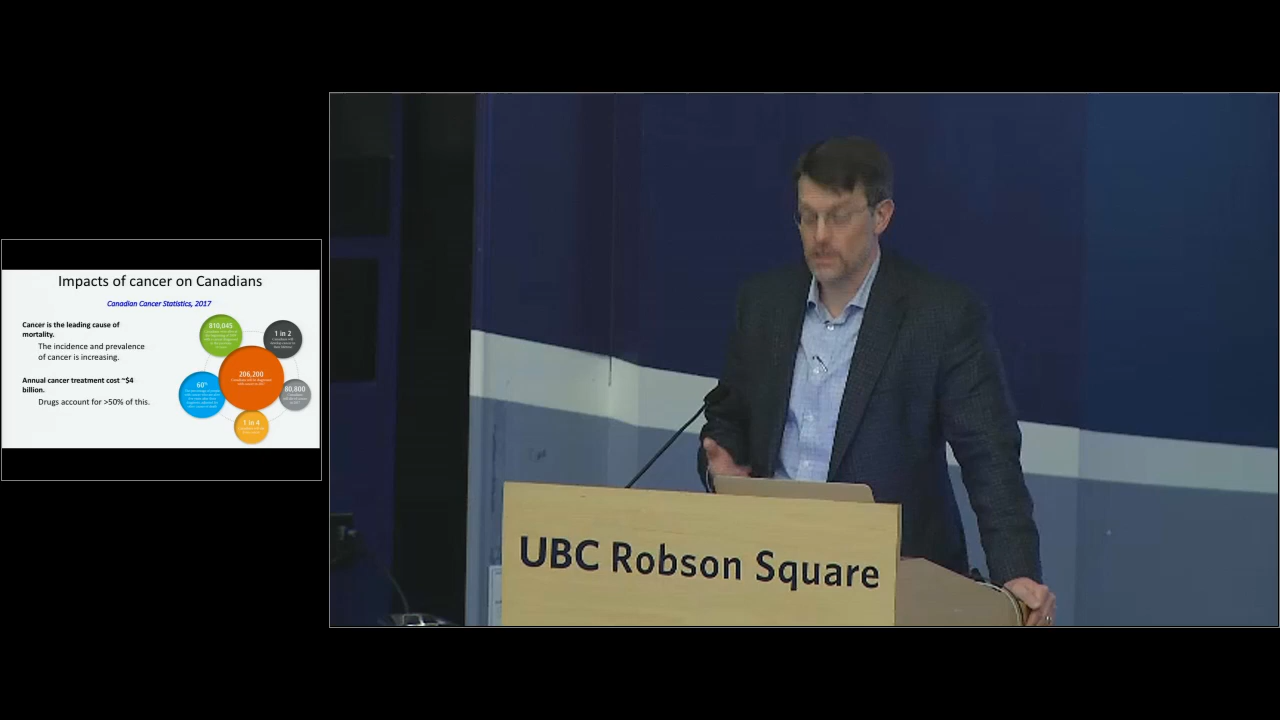 Impacts of cancer on Canadians
Canadian Cancer Statistics, 2017
Cancer is the leading cause of
mortality.
The incidence and prevalence
of cancer is increasing.
Annual cancer treatment cost ~$4
billion.
Drugs account for >50% of this.
810,045
1 in 2
206,200
60%
80,800
1 in 4
UBC Robson Square